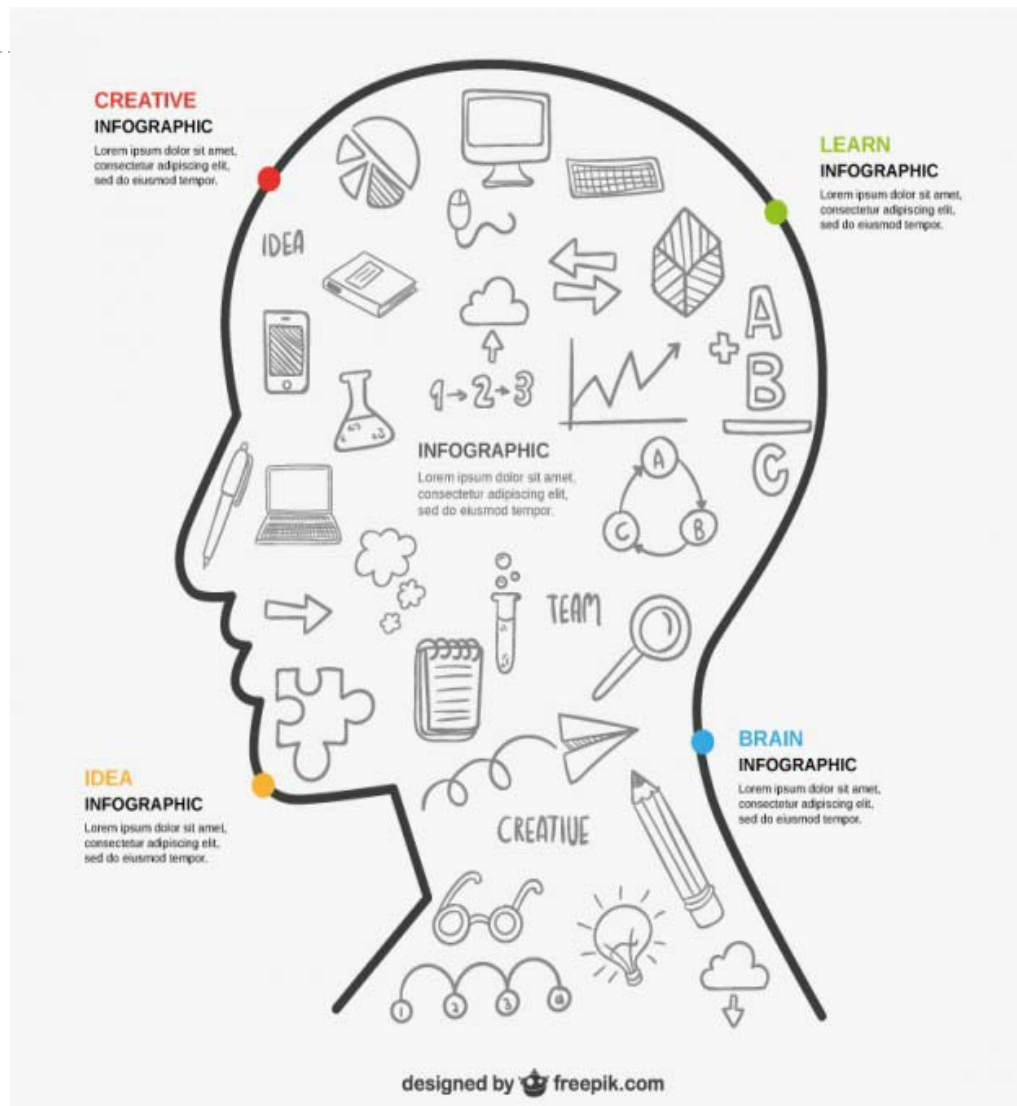 CREATIVE
INFOGRAPHIC
Lorem ipsum dolor sit amet,
consectetur adipiscing elit,
sed do eiusmod tempor.
LEARN
INFOGRAPHIC
Lorem ipsum dolor sit amet,
consectetur adipiscing elit,
sed do eiusmod tempor.
IDEA
A
+ B
C
1→2→3
INFOGRAPHIC
Lorem ipsum dolor sit amet,
consectetur adipiscing elit,
sed do eiusmod tempor.
A
C B
TEAM
IDEA
INFOGRAPHIC
Lorem ipsum dolor sit amet,
consectetur adipiscing elit,
sed do eiusmod tempor.
BRAIN
INFOGRAPHIC
Lorem ipsum dolor sit amet,
consectetur adipiscing elit,
sed do eiusmod tempor.
CREATIVE
1 2 3 4
designed by freepik.com